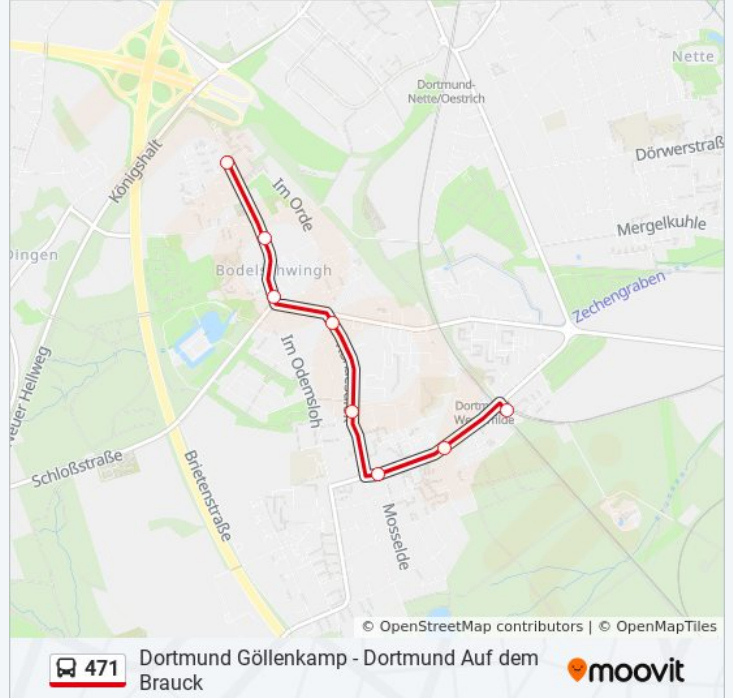 Nette
Dortmund-
Nette/Oestrich
Dörwerstraß
Königshalt
Im Orde
Mergelkuhle
Dingen
Bodelschwingh
Zechengraben
Neuer Hellweg
Im Odemsloh
Schloßstraße
Brietenstraße
Mosselde
© OpenStreetMap contributors | © OpenMapTiles
471
Dortmund Göllenkamp - Dortmund Auf dem
Brauck
moovit